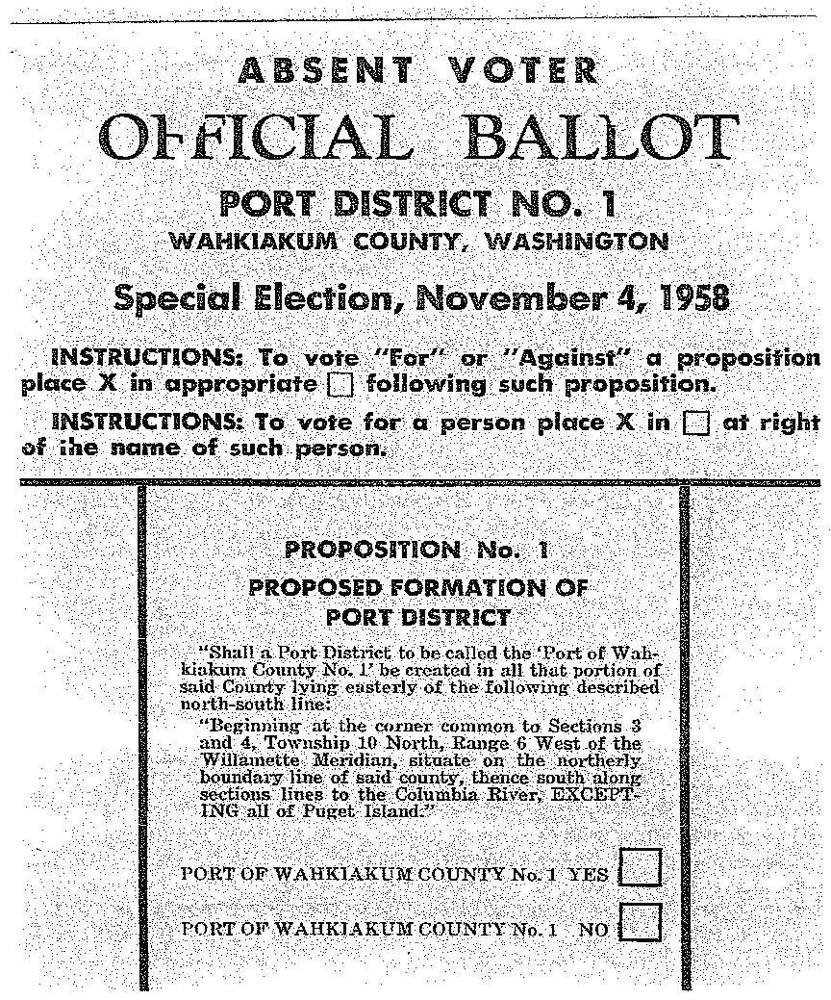 ABSENT VOTER
OFFICIAL BALLOT
PORT DISTRICT NO. 1
WAHKIAKUM COUNTY, WASHINGTON
Special Election, November 4, 1958
INSTRUCTIONS: To vote "For" or "Against" a proposition
place X in appropriate □ following such proposition.
INSTRUCTIONS: To vote for a person place X in □ at right
of the name of such person.
PROPOSITION No. 1
PROPOSED FORMATION OF
PORT DISTRICT
"Shall a Port District to be called the 'Port of Wah-
kiakum County No. 1' be created in all that portion of
said County lying easterly of the following described
north-south line:
"Beginning at the corner common to Sections 3
and 4, Township 10 North, Range 6 West of the
Willamette Meridian, situate on the northerly
boundary line of said county, thence south along
sections lines to the Columbia River, EXCEPT-
ING all of Puget Island."
PORT OF WAHKIAKUM COUNTY No. 1 YES □
PORT OF WAHKIAKUM COUNTY No. 1 NO □